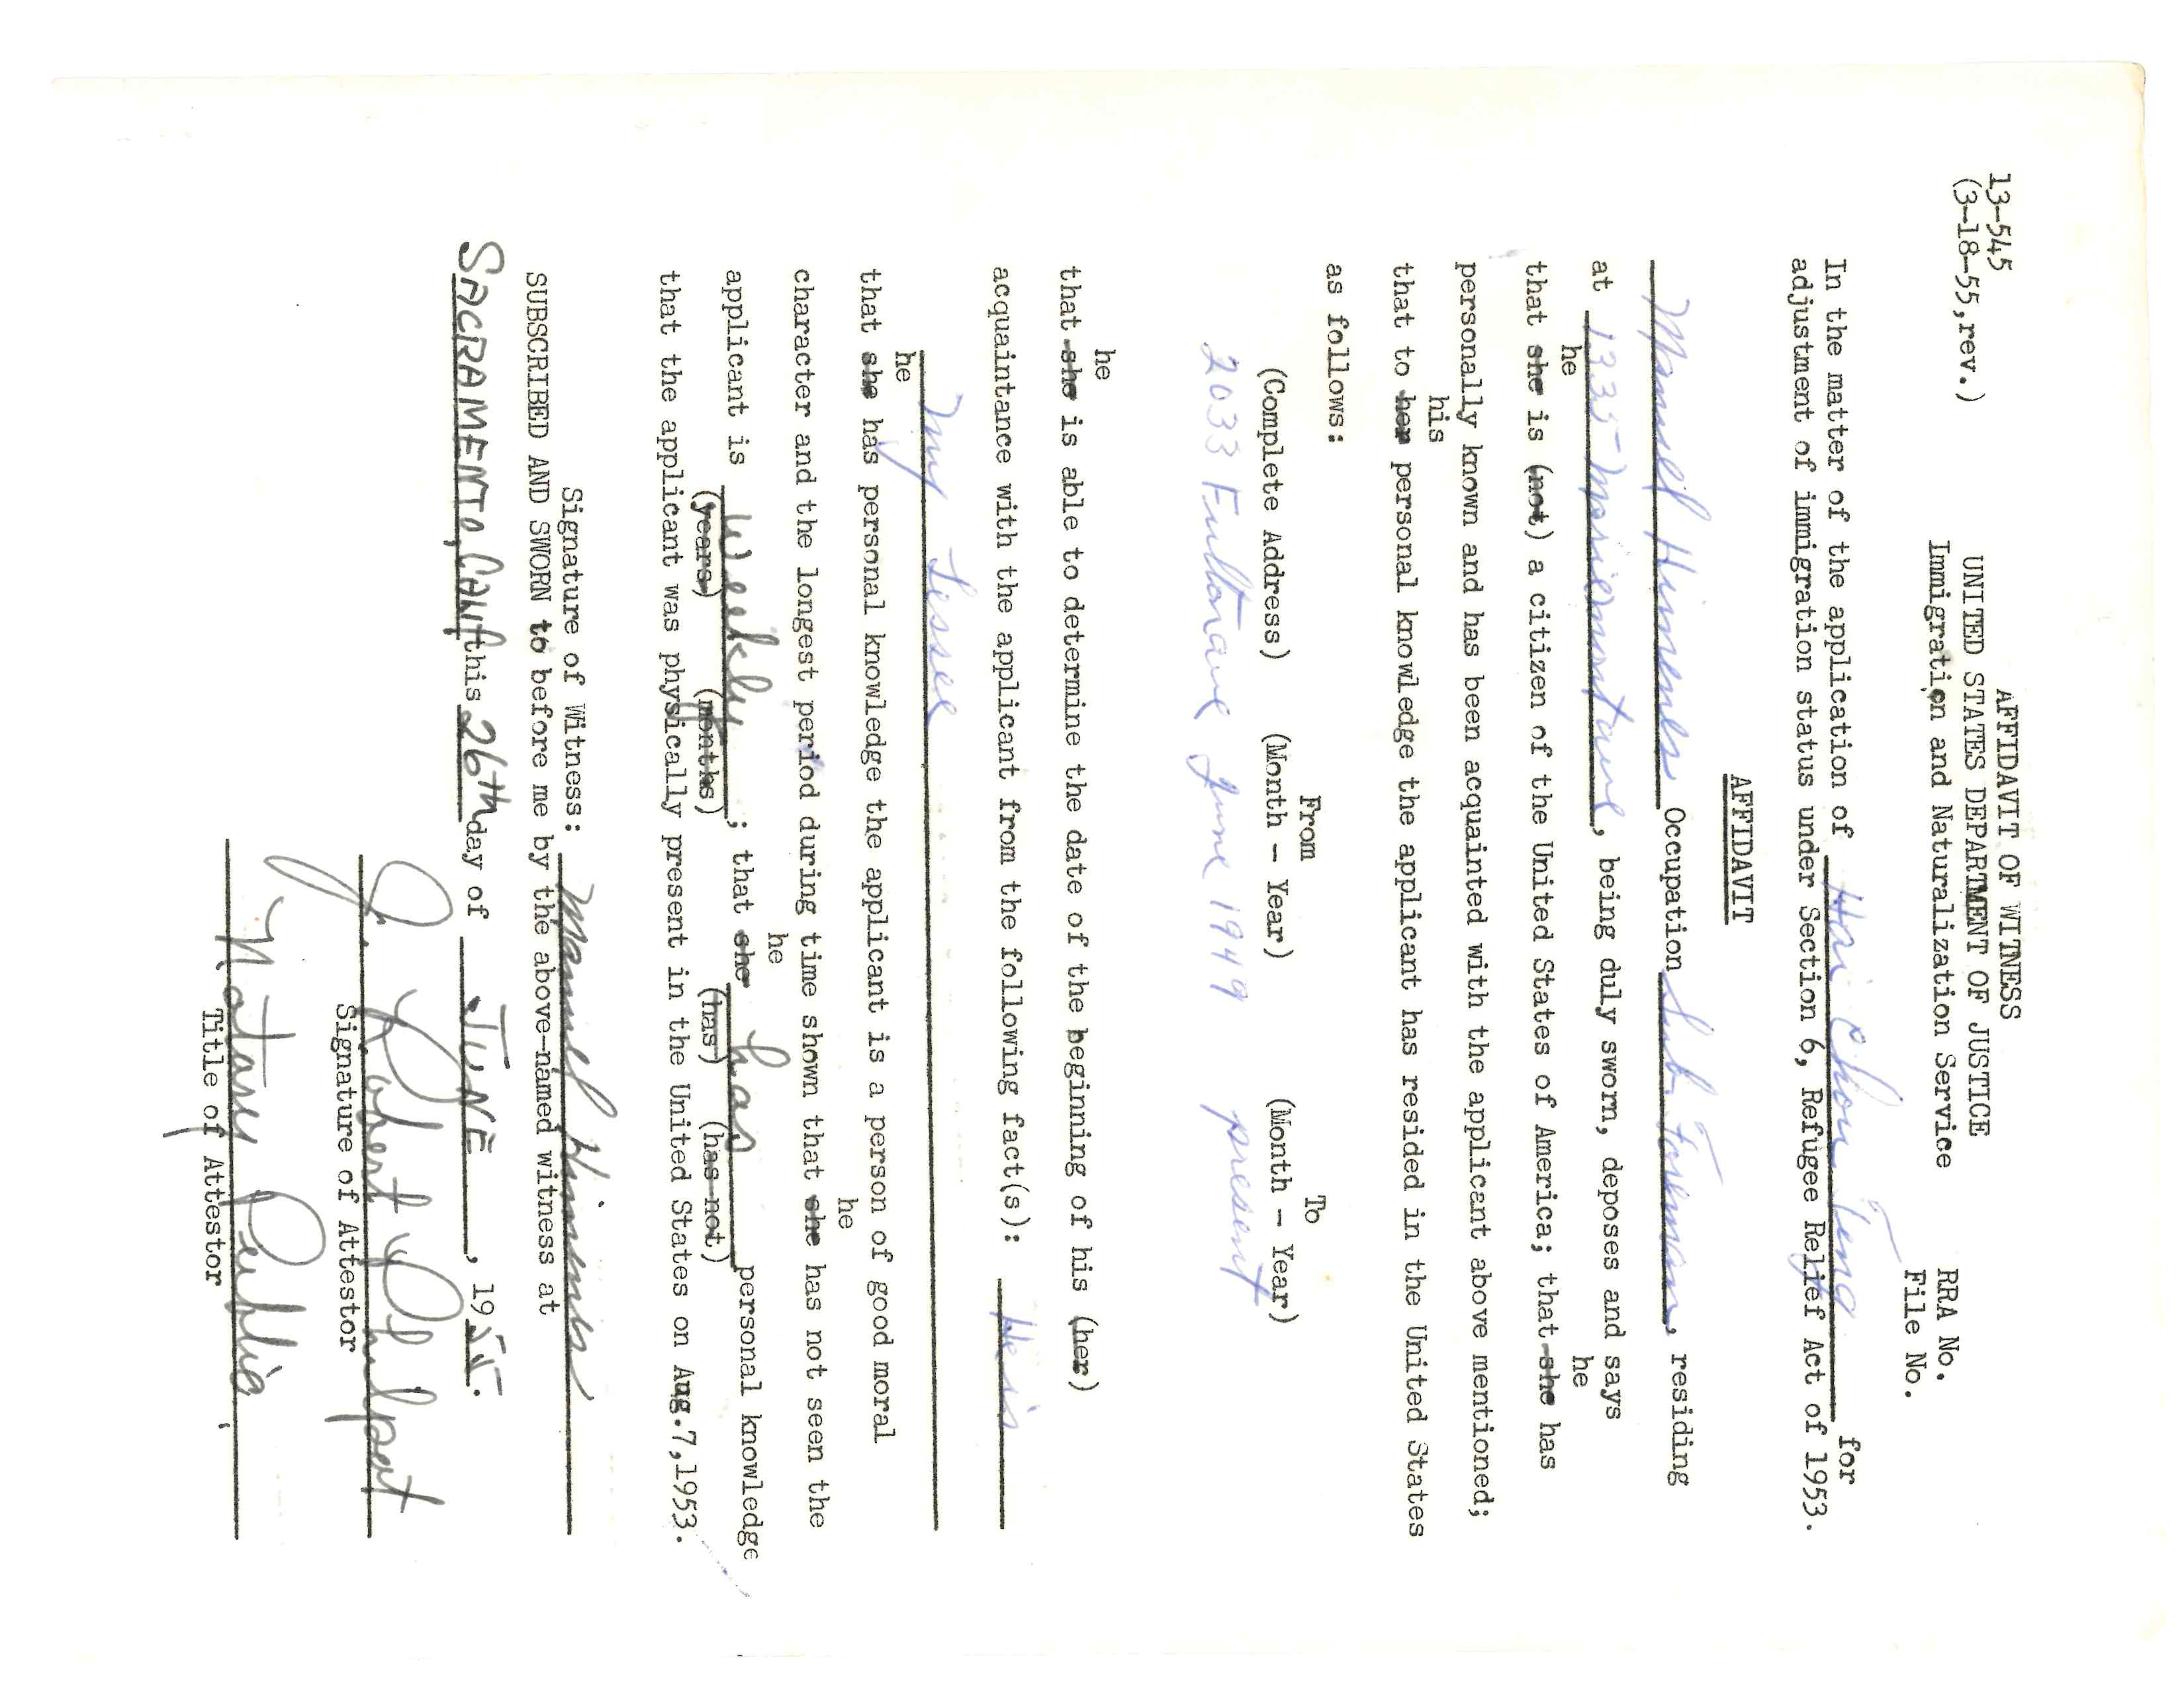 13-545
(3-18-55,rev.)
AFFIDAVIT OF WITNESS
UNITED STATES DEPARTMENT OF JUSTICE
Immigration and Naturalization Service
RRA No.
File No.
In the matter of the application of Hai Chou Teng for
adjustment of immigration status under Section 6, Refugee Relief Act of 1953.
AFFIDAVIT
Manuel Himenes Occupation Sub. Foreman, residing
at 1335 Mariemont ave, being duly sworn, deposes and says
he he
that she is (not) a citizen of the United States of America; that she has
personally known and has been acquainted with the applicant above mentioned;
his
that to her personal knowledge the applicant has resided in the United States
as follows:
From To
(Complete Address) (Month - Year) (Month - Year)
2033 Fulton ave June 1949 present
he
that she is able to determine the date of the beginning of his (her)
acquaintance with the applicant from the following fact(s): He is
my Lessee
he
that she has personal knowledge the applicant is a person of good moral
he
character and the longest period during time shown that she has not seen the
he
applicant is weekly ; that she has personal knowledge
(years) (months) (has) (has not)
that the applicant was physically present in the United States on Aug.7,1953.
Signature of Witness: Manuel Himenes
SUBSCRIBED AND SWORN to before me by the above-named witness at
SACRAMENTO, CALIF this 26th day of JUNE, 1955.
J. Robert Philpot
Signature of Attestor
Notary Public
Title of Attestor